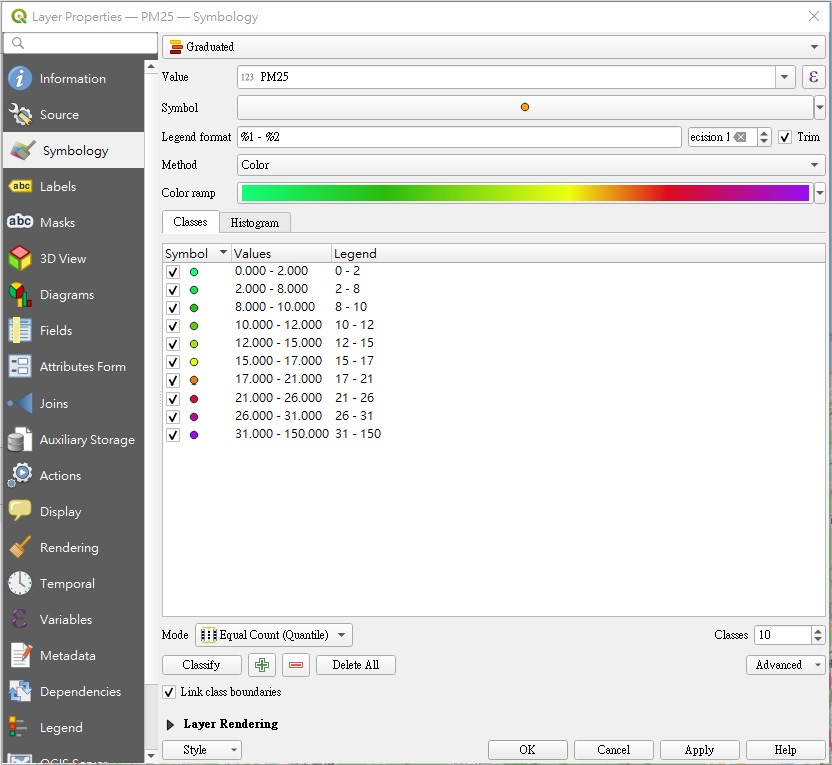 Layer Properties — PM25 — Symbology
Information
Source
Symbology
Labels
Masks
3D View
Diagrams
Fields
Attributes Form
Joins
Auxiliary Storage
Actions
Display
Rendering
Temporal
Variables
Metadata
Dependencies
Legend
QGIS Server
Graduated
Value 123 PM25 ε
Symbol
Legend format %1 - %2 ecision 1 Trim
Method Color
Color ramp
Classes Histogram
Symbol Values Legend
0.000 - 2.000 0 - 2
2.000 - 8.000 2 - 8
8.000 - 10.000 8 - 10
10.000 - 12.000 10 - 12
12.000 - 15.000 12 - 15
15.000 - 17.000 15 - 17
17.000 - 21.000 17 - 21
21.000 - 26.000 21 - 26
26.000 - 31.000 26 - 31
31.000 - 150.000 31 - 150
Mode Equal Count (Quantile) Classes 10
Classify Delete All Advanced
Link class boundaries
Layer Rendering
Style OK Cancel Apply Help